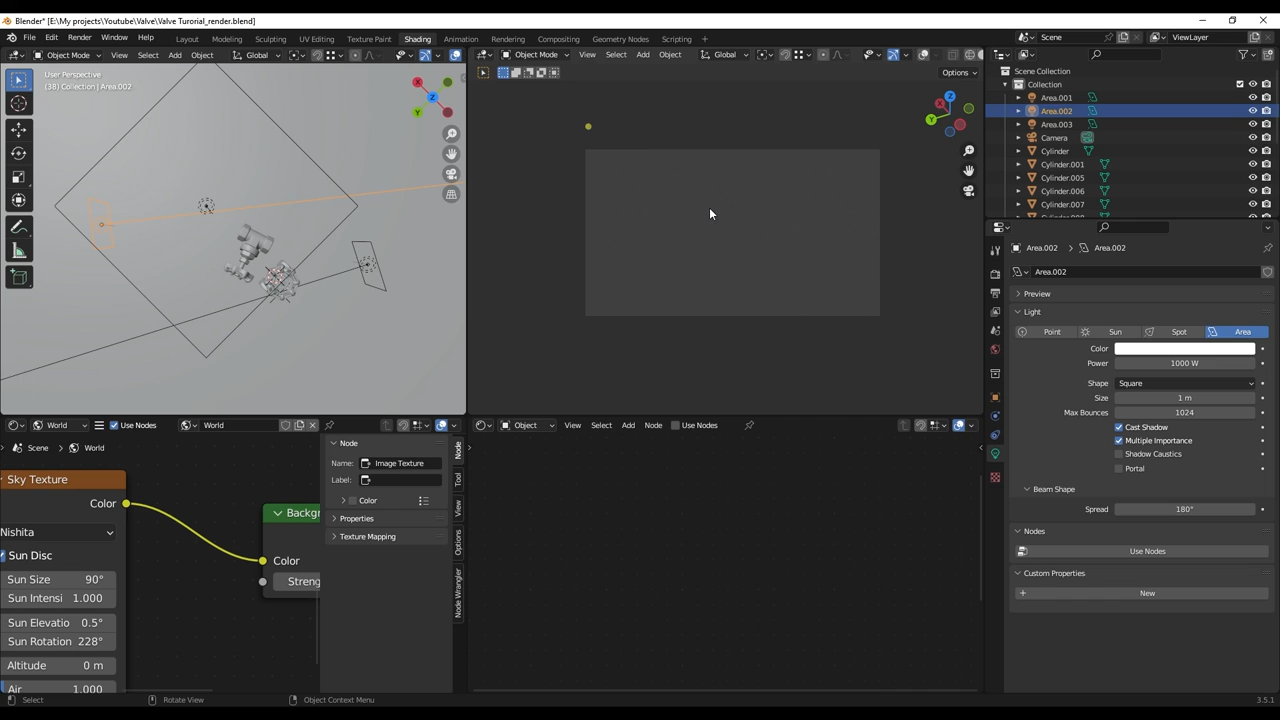 Blender* [E:\My projects\Youtube\Valve\Valve Turorial_render.blend]
File Edit Render Window Help Layout Modeling Sculpting UV Editing Texture Paint Shading Animation Rendering Compositing Geometry Nodes Scripting + Scene ViewLayer
Object Mode View Select Add Object Global
Object Mode View Select Add Object Global
Options
User Perspective
(38) Collection | Area.002
X
Y
Z
X
Y
Z
Scene Collection
Collection
Area.001
Area.002
Area.003
Camera
Cylinder
Cylinder.001
Cylinder.005
Cylinder.006
Cylinder.007
Area.002 > Area.002
Area.002
Preview
Light
Point Sun Spot Area
Color
Power 1000 W
Shape Square
Size 1 m
Max Bounces 1024
Cast Shadow
Multiple Importance
Shadow Caustics
Portal
Beam Shape
Spread 180°
Nodes
Use Nodes
Custom Properties
New
World Use Nodes World
Object View Select Add Node Use Nodes
Scene > World
Sky Texture
Color
Nishita
Sun Disc
Sun Size 90°
Sun Intensi 1.000
Sun Elevatio 0.5°
Sun Rotation 228°
Altitude 0 m
Air 1.000
Backgr
Color
Streng
Node
Name: Image Texture
Label:
Color
Properties
Texture Mapping
Node
Tool
View
Options
Node Wrangler
Select Rotate View Object Context Menu 3.5.1